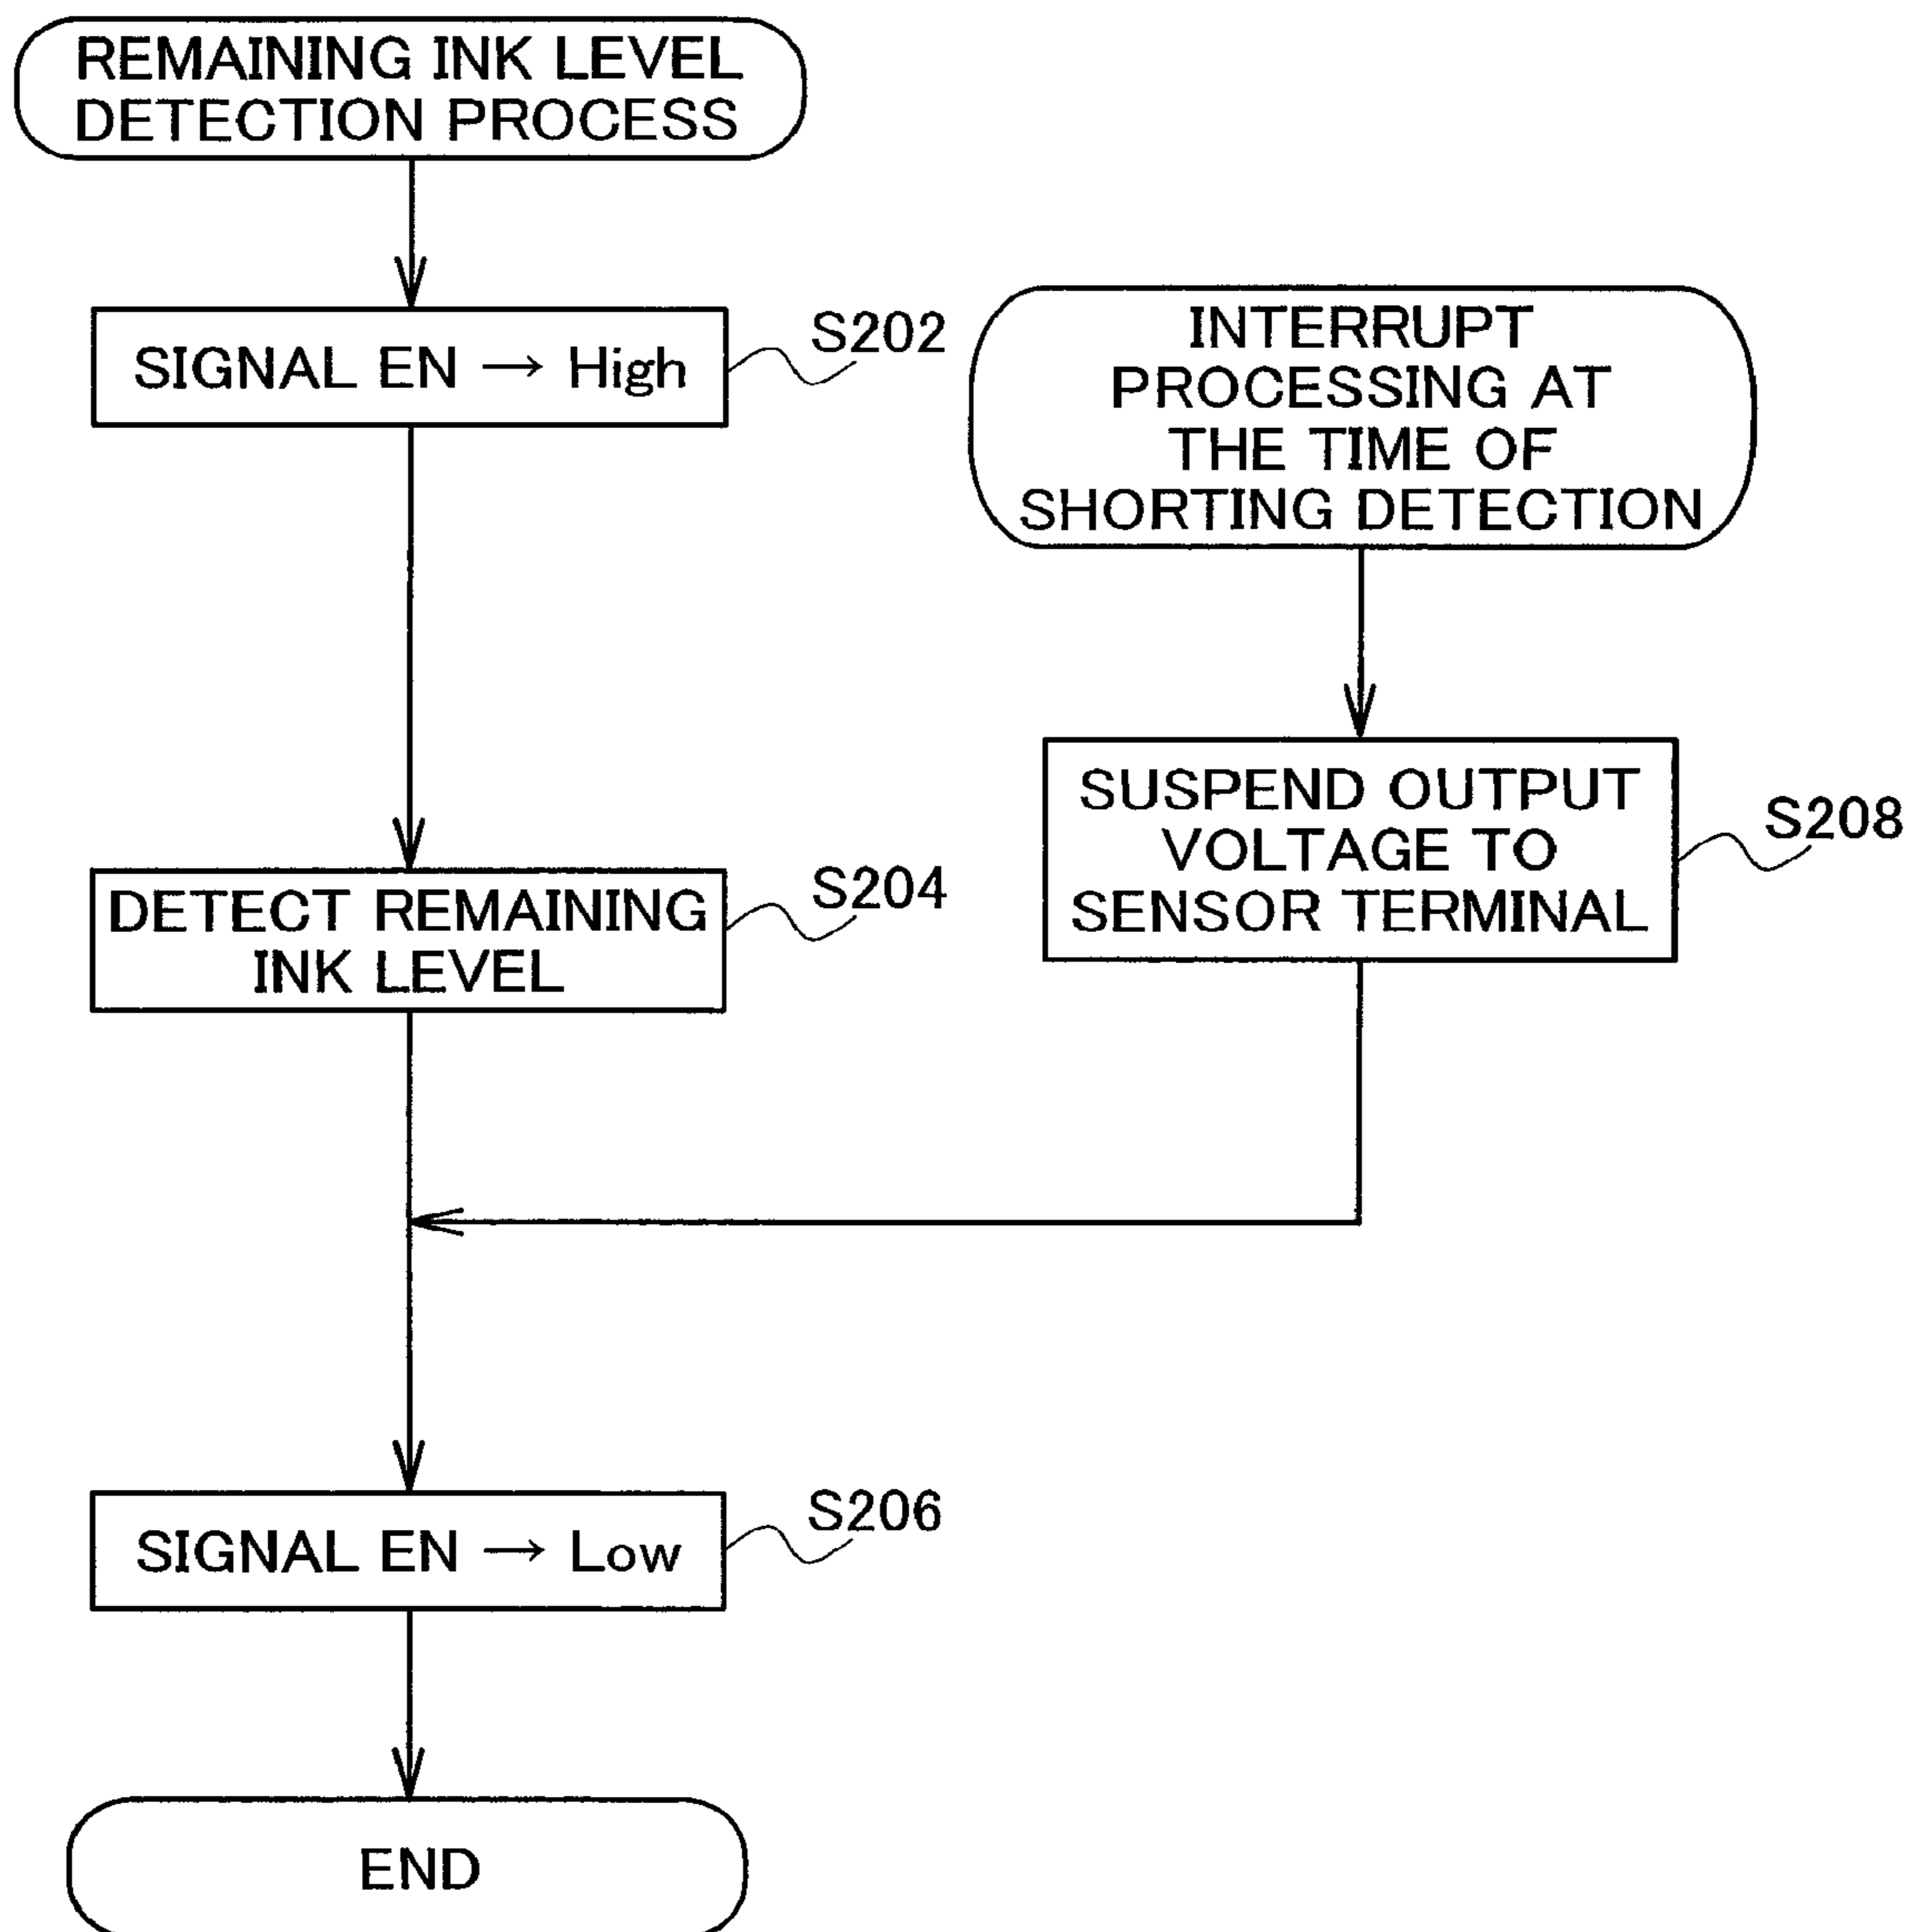 REMAINING INK LEVEL
DETECTION PROCESS
SIGNAL EN → High
S202
INTERRUPT
PROCESSING AT
THE TIME OF
SHORTING DETECTION
SUSPEND OUTPUT
VOLTAGE TO
SENSOR TERMINAL
S208
DETECT REMAINING
INK LEVEL
S204
SIGNAL EN → Low
S206
END